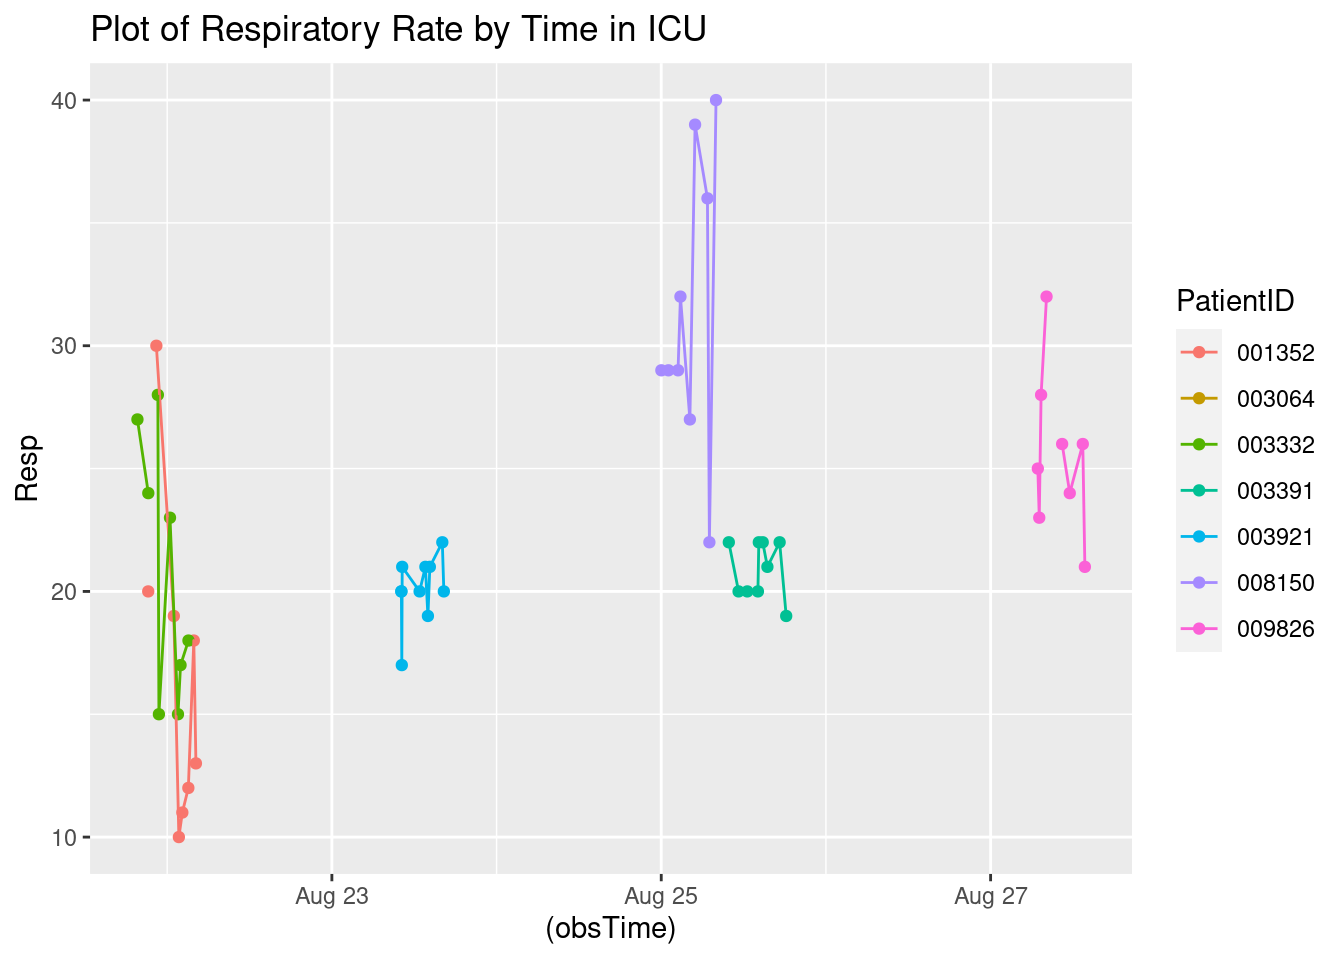 Plot of Respiratory Rate by Time in ICU
40
30
20
10
Resp
Aug 23
Aug 25
Aug 27
(obsTime)
PatientID
001352
003064
003332
003391
003921
008150
009826